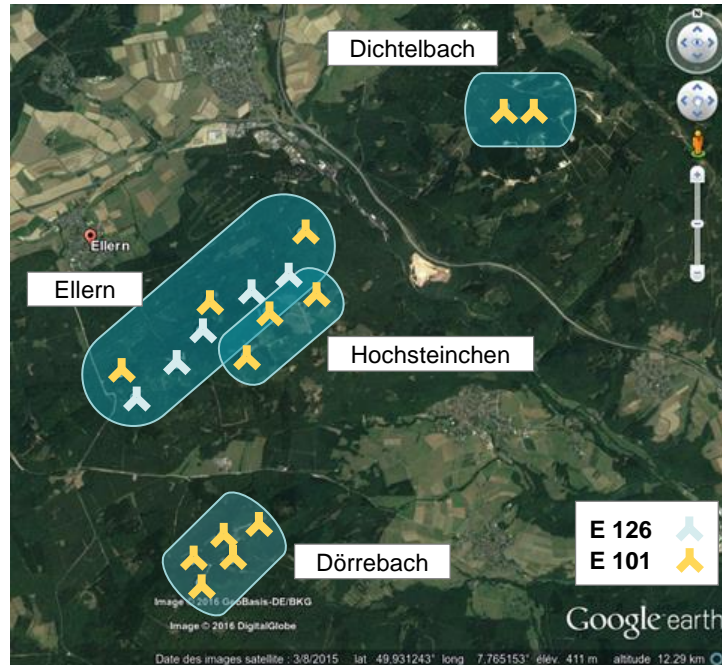 Dichtelbach
N
Ellern
Ellern
Hochsteinchen
E 126
E 101
Dörrebach
Image © 2016 GeoBasis-DE/BKG
Image © 2016 DigitalGlobe
Google earth
Date des images satellite : 3/8/2015 lat 49,931243° long 7.765153° élév. 411 m altitude 12.29 km